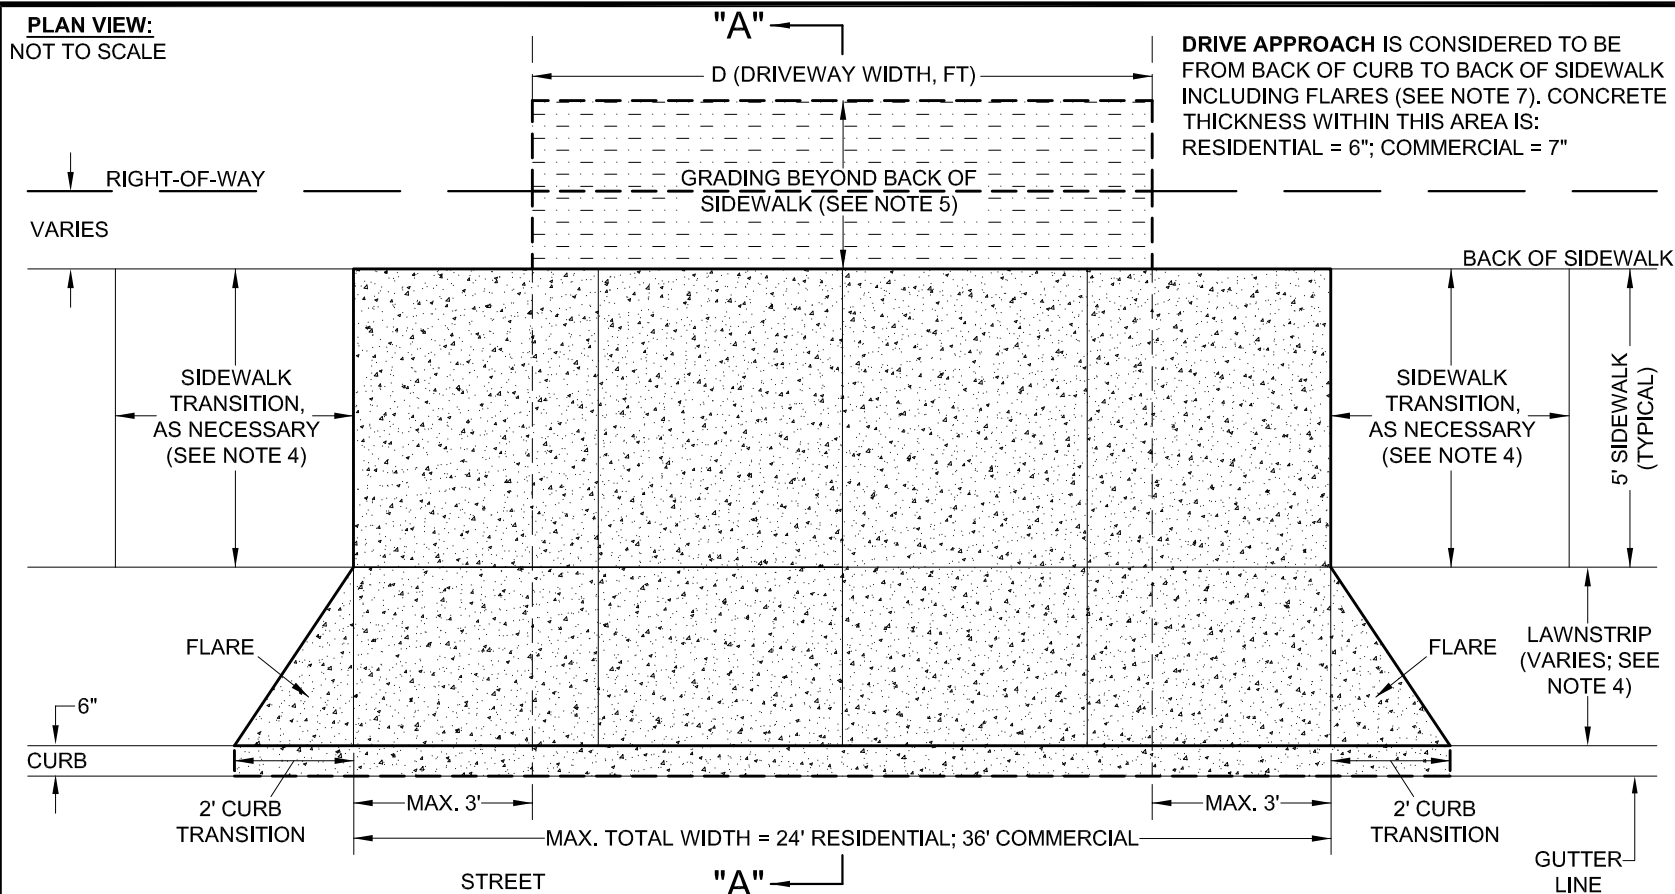 PLAN VIEW:
NOT TO SCALE
"A"
D (DRIVEWAY WIDTH, FT)
DRIVE APPROACH IS CONSIDERED TO BE
FROM BACK OF CURB TO BACK OF SIDEWALK
INCLUDING FLARES (SEE NOTE 7). CONCRETE
THICKNESS WITHIN THIS AREA IS:
RESIDENTIAL = 6"; COMMERCIAL = 7"
RIGHT-OF-WAY
GRADING BEYOND BACK OF
SIDEWALK (SEE NOTE 5)
VARIES
BACK OF SIDEWALK
SIDEWALK
TRANSITION,
AS NECESSARY
(SEE NOTE 4)
SIDEWALK
TRANSITION,
AS NECESSARY
(SEE NOTE 4)
5' SIDEWALK
(TYPICAL)
FLARE
FLARE
LAWNSTRIP
(VARIES; SEE
NOTE 4)
6"
CURB
2' CURB
TRANSITION
MAX. 3'
MAX. 3'
2' CURB
TRANSITION
MAX. TOTAL WIDTH = 24' RESIDENTIAL; 36' COMMERCIAL
GUTTER
LINE
STREET
"A"